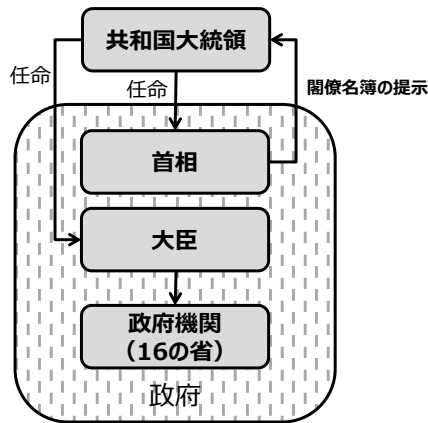 共和国大統領
任命
任命
閣僚名簿の提示
首相
大臣
政府機関
（16の省）
政府